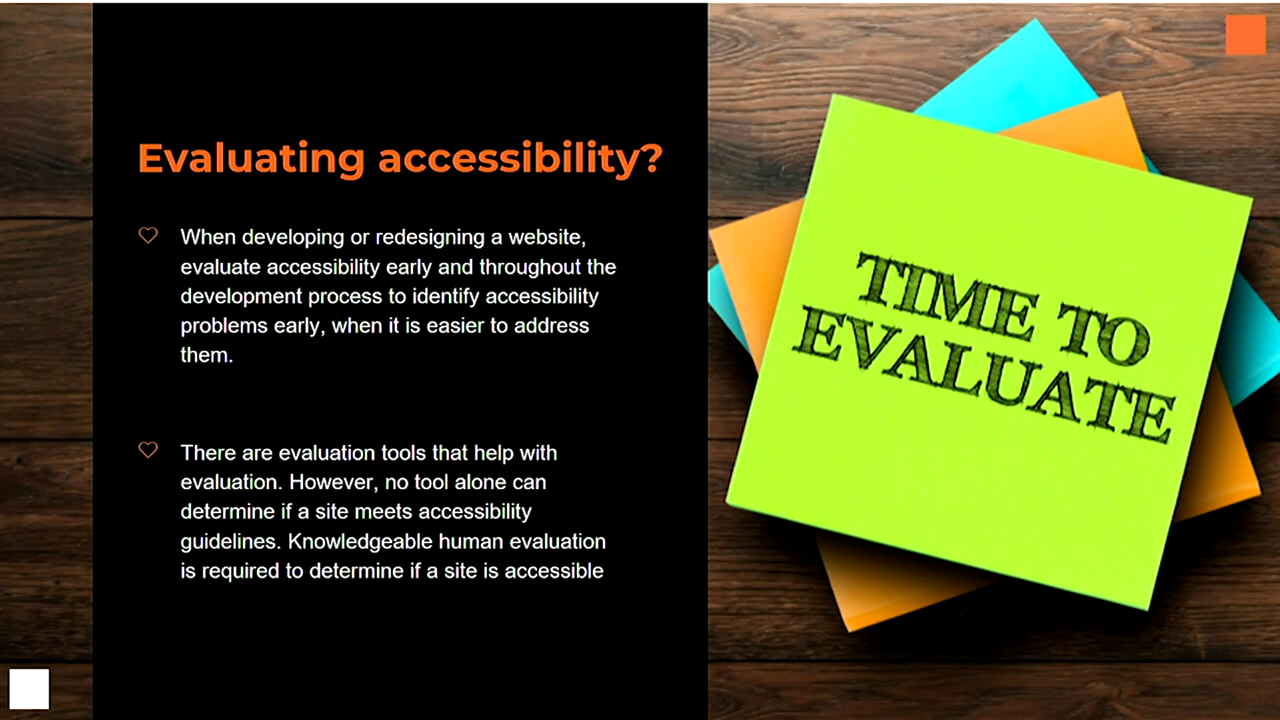 Evaluating accessibility?
When developing or redesigning a website,
evaluate accessibility early and throughout the
development process to identify accessibility
problems early, when it is easier to address
them.
There are evaluation tools that help with
evaluation. However, no tool alone can
determine if a site meets accessibility
guidelines. Knowledgeable human evaluation
is required to determine if a site is accessible
TIME TO
EVALUATE